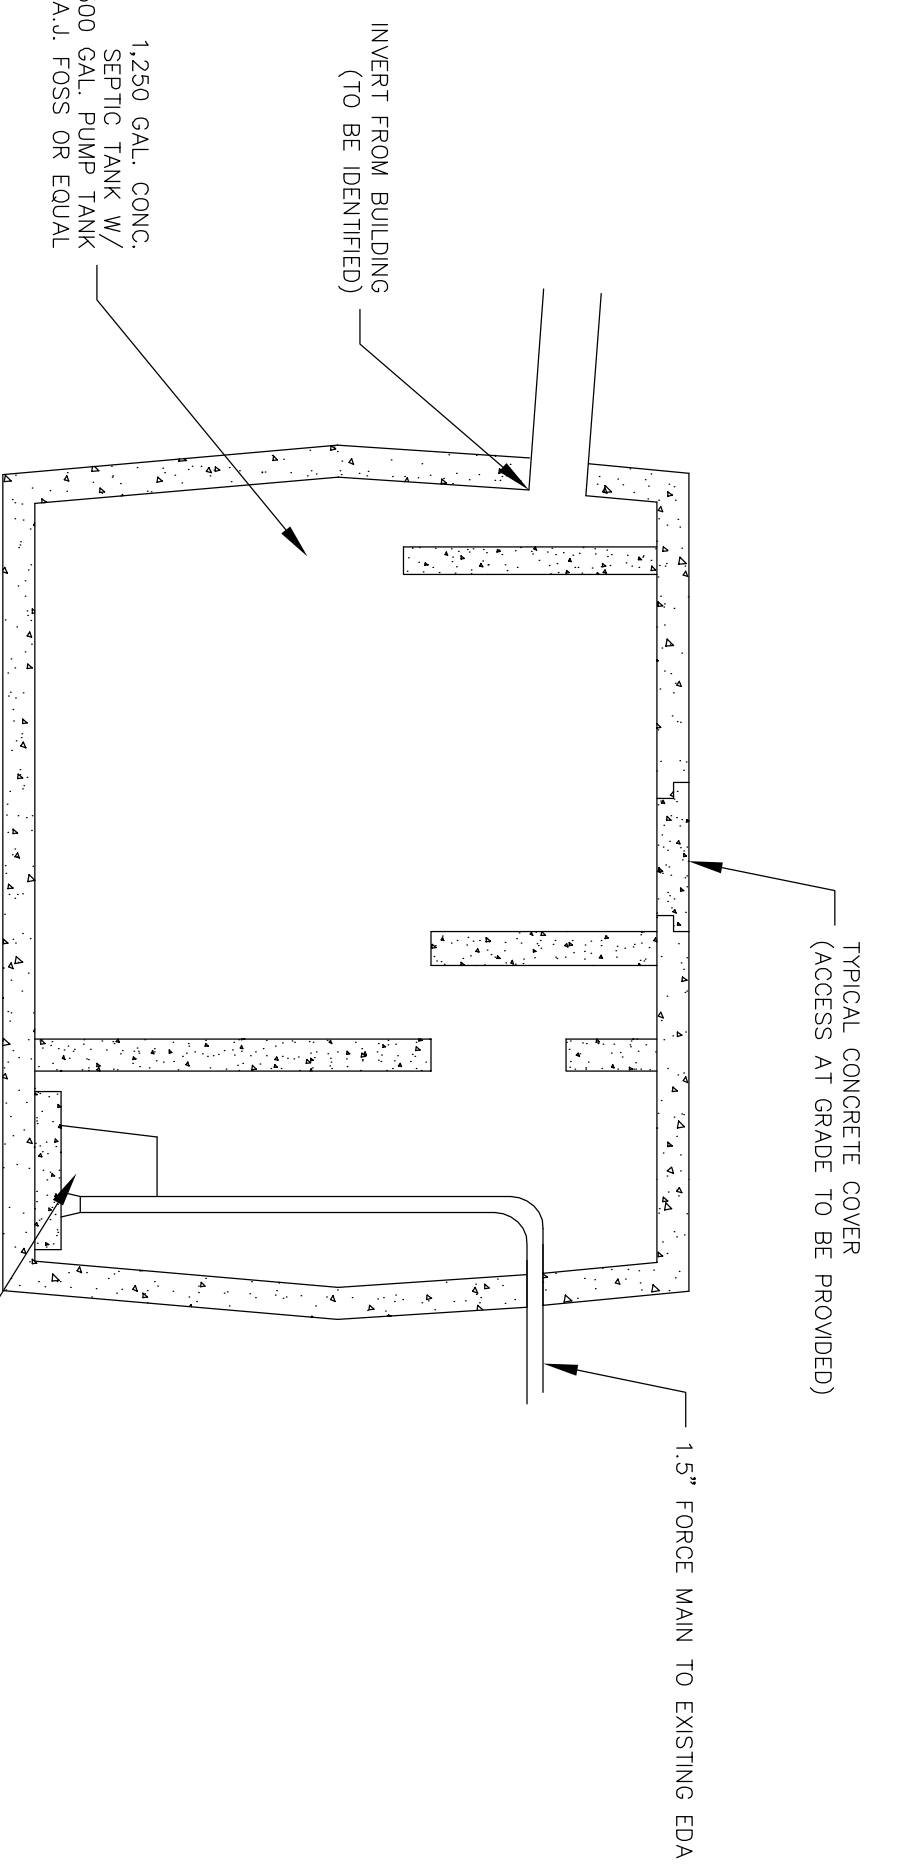 TYPICAL CONCRETE COVER
(ACCESS AT GRADE TO BE PROVIDED)
1.5" FORCE MAIN TO EXISTING EDA
INVERT FROM BUILDING
(TO BE IDENTIFIED)
1,250 GAL. CONC.
SEPTIC TANK W/
GAL. PUMP TANK
A.J. FOSS OR EQUAL